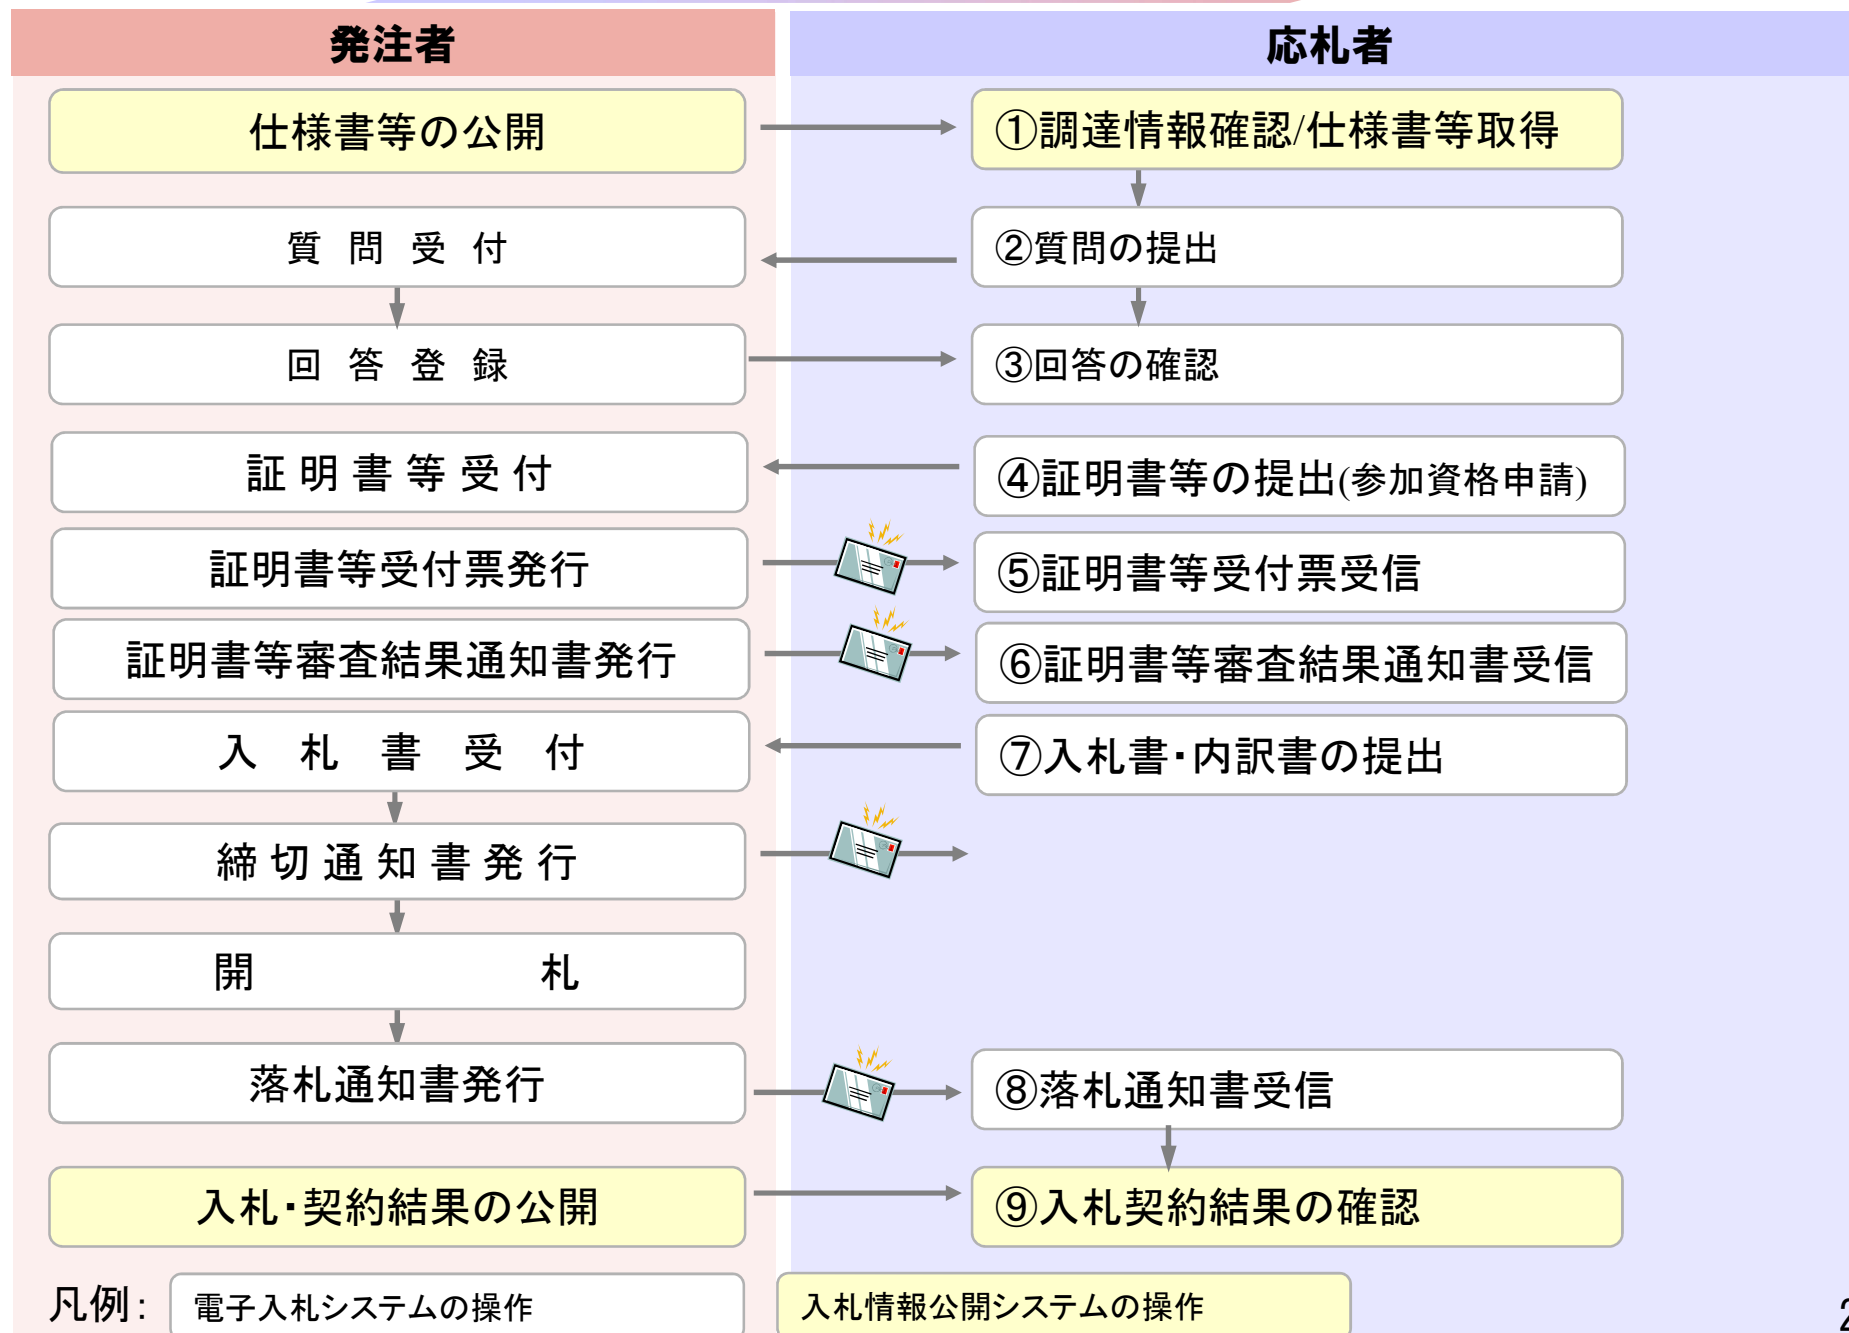 発注者
応札者
仕様書等の公開
①調達情報確認/仕様書等取得
質 問 受 付
②質問の提出
回 答 登 録
③回答の確認
証 明 書 等 受 付
④証明書等の提出(参加資格申請)
証明書等受付票発行
⑤証明書等受付票受信
証明書等審査結果通知書発行
⑥証明書等審査結果通知書受信
入 札 書 受 付
⑦入札書・内訳書の提出
締 切 通 知 書 発 行
開 札
落札通知書発行
⑧落札通知書受信
入札・契約結果の公開
⑨入札契約結果の確認
凡例：
電子入札システムの操作
入札情報公開システムの操作